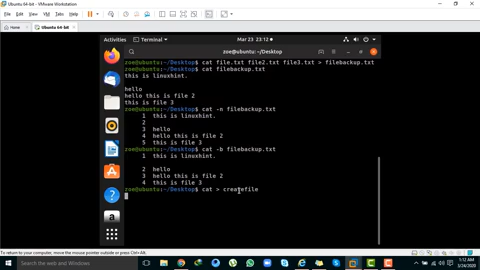 Ubuntu 64-bit - VMware Workstation
File Edit View VM Tabs Help
Home
Ubuntu 64-bit
Activities Terminal Mar 23 23:12
zoe@ubuntu: ~/Desktop
zoe@ubuntu:~/Desktop$ cat file.txt file2.txt file3.txt > filebackup.txt
zoe@ubuntu:~/Desktop$ cat filebackup.txt
this is linuxhint.
hello
hello this is file 2
this is file 3
zoe@ubuntu:~/Desktop$ cat -n filebackup.txt
1 this is linuxhint.
2
3 hello
4 hello this is file 2
5 this is file 3
zoe@ubuntu:~/Desktop$ cat -b filebackup.txt
1 this is linuxhint.
2 hello
3 hello this is file 2
4 this is file 3
zoe@ubuntu:~/Desktop$ cat > createfile
To return to your computer, move the mouse pointer outside or press Ctrl+Alt.
Search the web and Windows
1:12 AM
3/24/2020